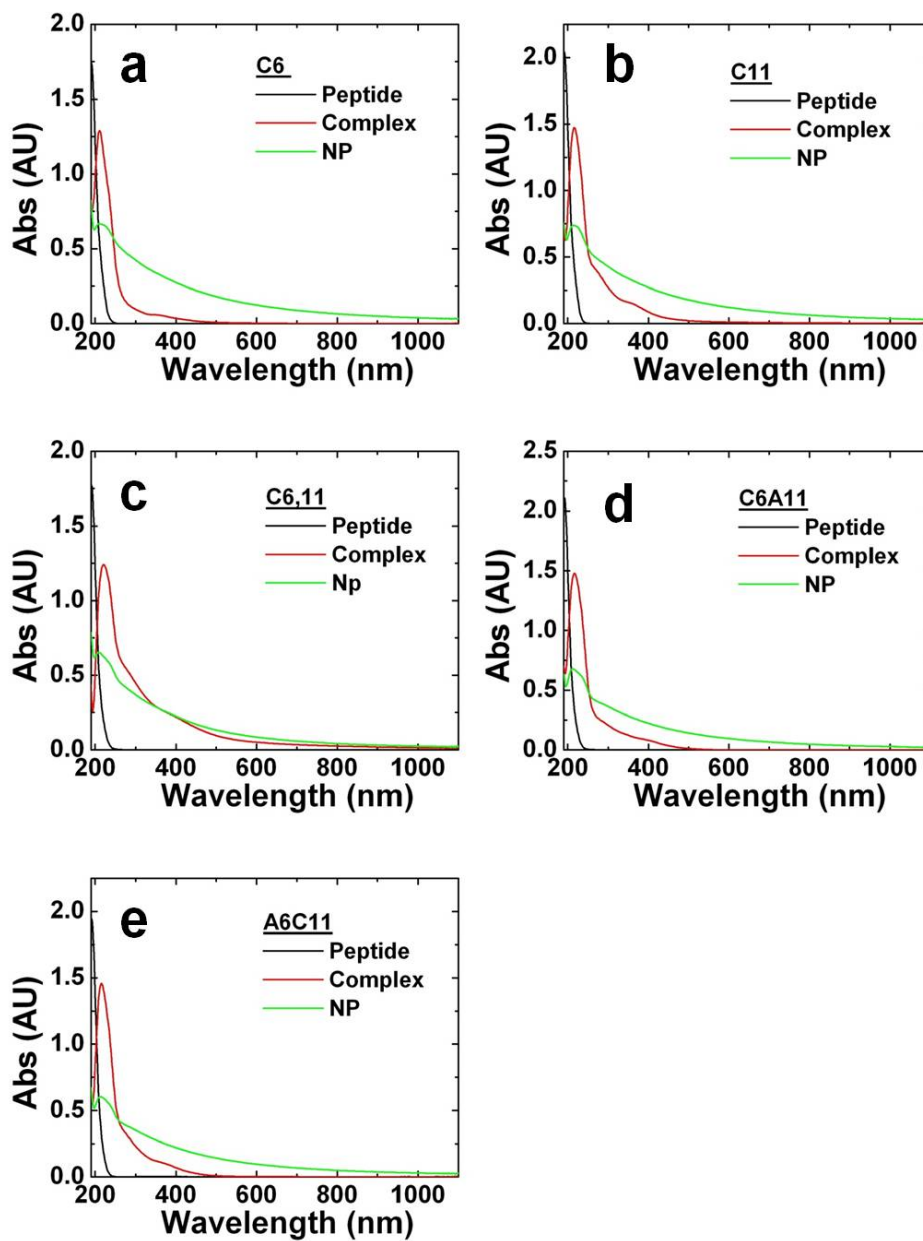 a
C6
Peptide
Complex
NP
2.0
1.5
1.0
0.5
0.0
Abs (AU)
200 400 600 800 1000
Wavelength (nm)
b
C11
Peptide
Complex
NP
2.0
1.5
1.0
0.5
0.0
Abs (AU)
200 400 600 800 1000
Wavelength (nm)
c
C6,11
Peptide
Complex
Np
2.0
1.5
1.0
0.5
0.0
Abs (AU)
200 400 600 800 1000
Wavelength (nm)
d
C6A11
Peptide
Complex
NP
2.5
2.0
1.5
1.0
0.5
0.0
Abs (AU)
200 400 600 800 1000
Wavelength (nm)
e
A6C11
Peptide
Complex
NP
2.0
1.5
1.0
0.5
0.0
Abs (AU)
200 400 600 800 1000
Wavelength (nm)